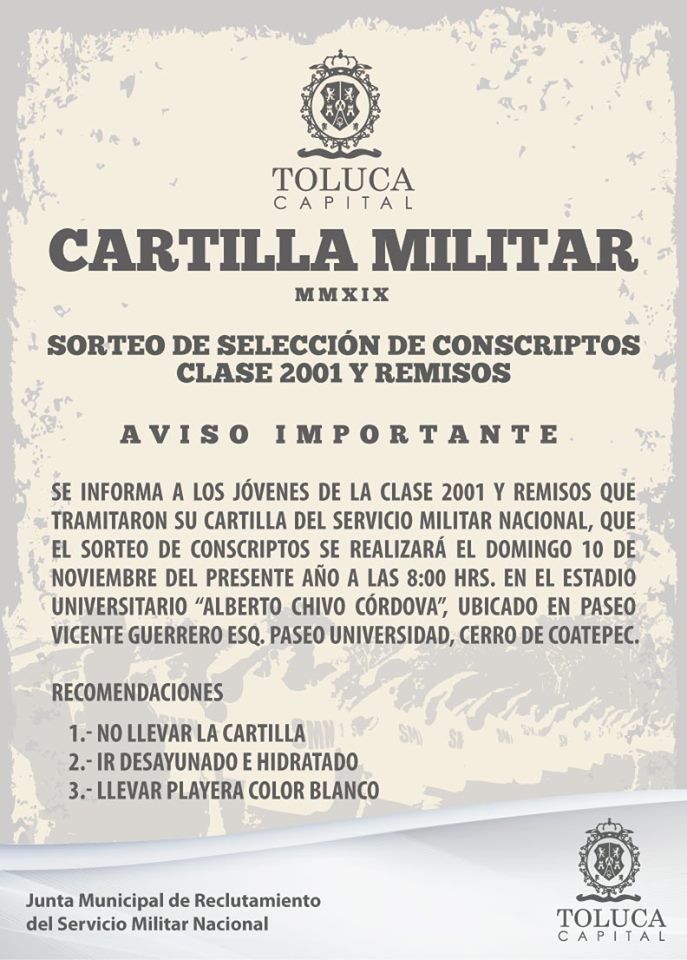 TOLUCA
CAPITAL
CARTILLA MILITAR
MMXIX
SORTEO DE SELECCIÓN DE CONSCRIPTOS
CLASE 2001 Y REMISOS
AVISO IMPORTANTE
SE INFORMA A LOS JÓVENES DE LA CLASE 2001 Y REMISOS QUE
TRAMITARON SU CARTILLA DEL SERVICIO MILITAR NACIONAL, QUE
EL SORTEO DE CONSCRIPTOS SE REALIZARÁ EL DOMINGO 10 DE
NOVIEMBRE DEL PRESENTE AÑO A LAS 8:00 HRS. EN EL ESTADIO
UNIVERSITARIO “ALBERTO CHIVO CÓRDOVA”, UBICADO EN PASEO
VICENTE GUERRERO ESQ. PASEO UNIVERSIDAD, CERRO DE COATEPEC.
RECOMENDACIONES
1.- NO LLEVAR LA CARTILLA
2.- IR DESAYUNADO E HIDRATADO
3.- LLEVAR PLAYERA COLOR BLANCO
SMN
Junta Municipal de Reclutamiento
del Servicio Militar Nacional
TOLUCA
CAPITAL